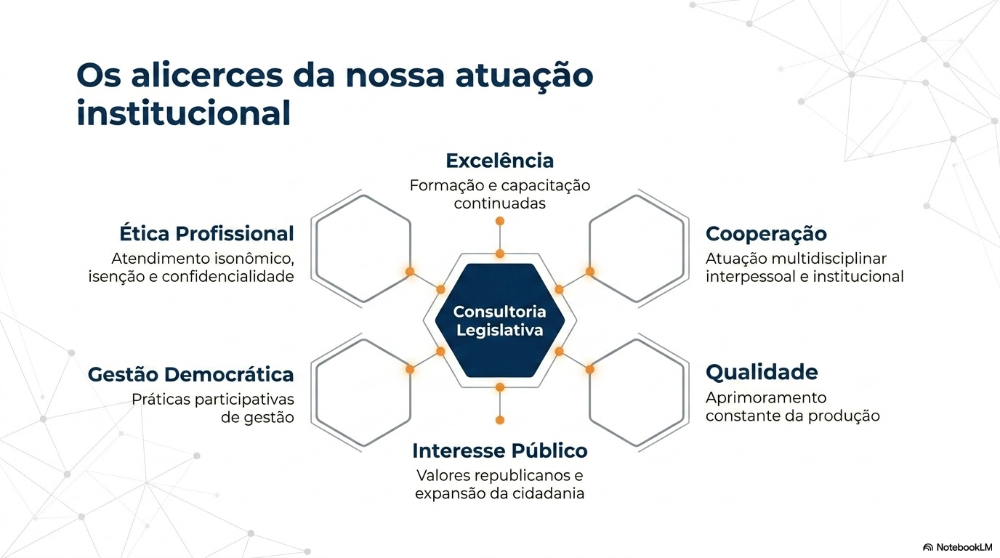 Os alicerces da nossa atuação
institucional
Excelência
Formação e capacitação
continuadas
Ética Profissional
Atendimento isonômico,
isenção e confidencialidade
Cooperação
Atuação multidisciplinar
interpessoal e institucional
Consultoria
Legislativa
Gestão Democrática
Práticas participativas
de gestão
Qualidade
Aprimoramento
constante da produção
Interesse Público
Valores republicanos e
expansão da cidadania
NotebookLM